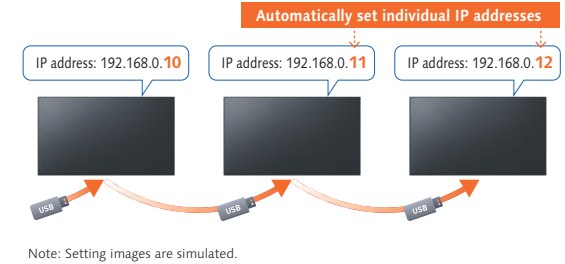 Automatically set individual IP addresses
IP address: 192.168.0.10
IP address: 192.168.0.11
IP address: 192.168.0.12
USB
USB
USB
Note: Setting images are simulated.